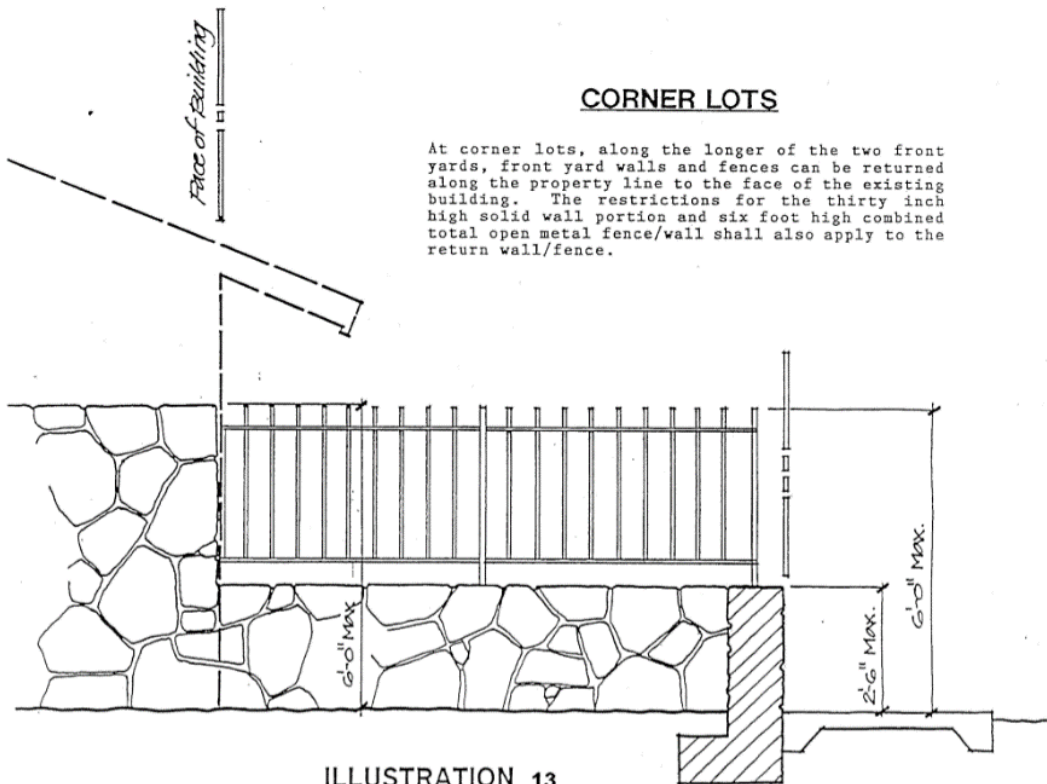 Face of Building
CORNER LOTS
At corner lots, along the longer of the two front
yards, front yard walls and fences can be returned
along the property line to the face of the existing
building. The restrictions for the thirty inch
high solid wall portion and six foot high combined
total open metal fence/wall shall also apply to the
return wall/fence.
6'-0" Max
2'-6" Max.
6'-0" Max.
ILLUSTRATION 13